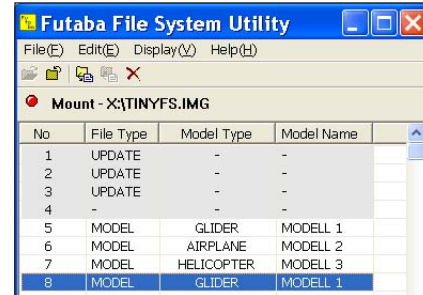 Futaba File System Utility
File(F) Edit(E) Display(V) Help(H)
Mount - X:\TINYFS.IMG
No File Type Model Type Model Name
1 UPDATE - -
2 UPDATE - -
3 UPDATE - -
4 - - -
5 MODEL GLIDER MODELL 1
6 MODEL AIRPLANE MODELL 2
7 MODEL HELICOPTER MODELL 3
8 MODEL GLIDER MODELL 1